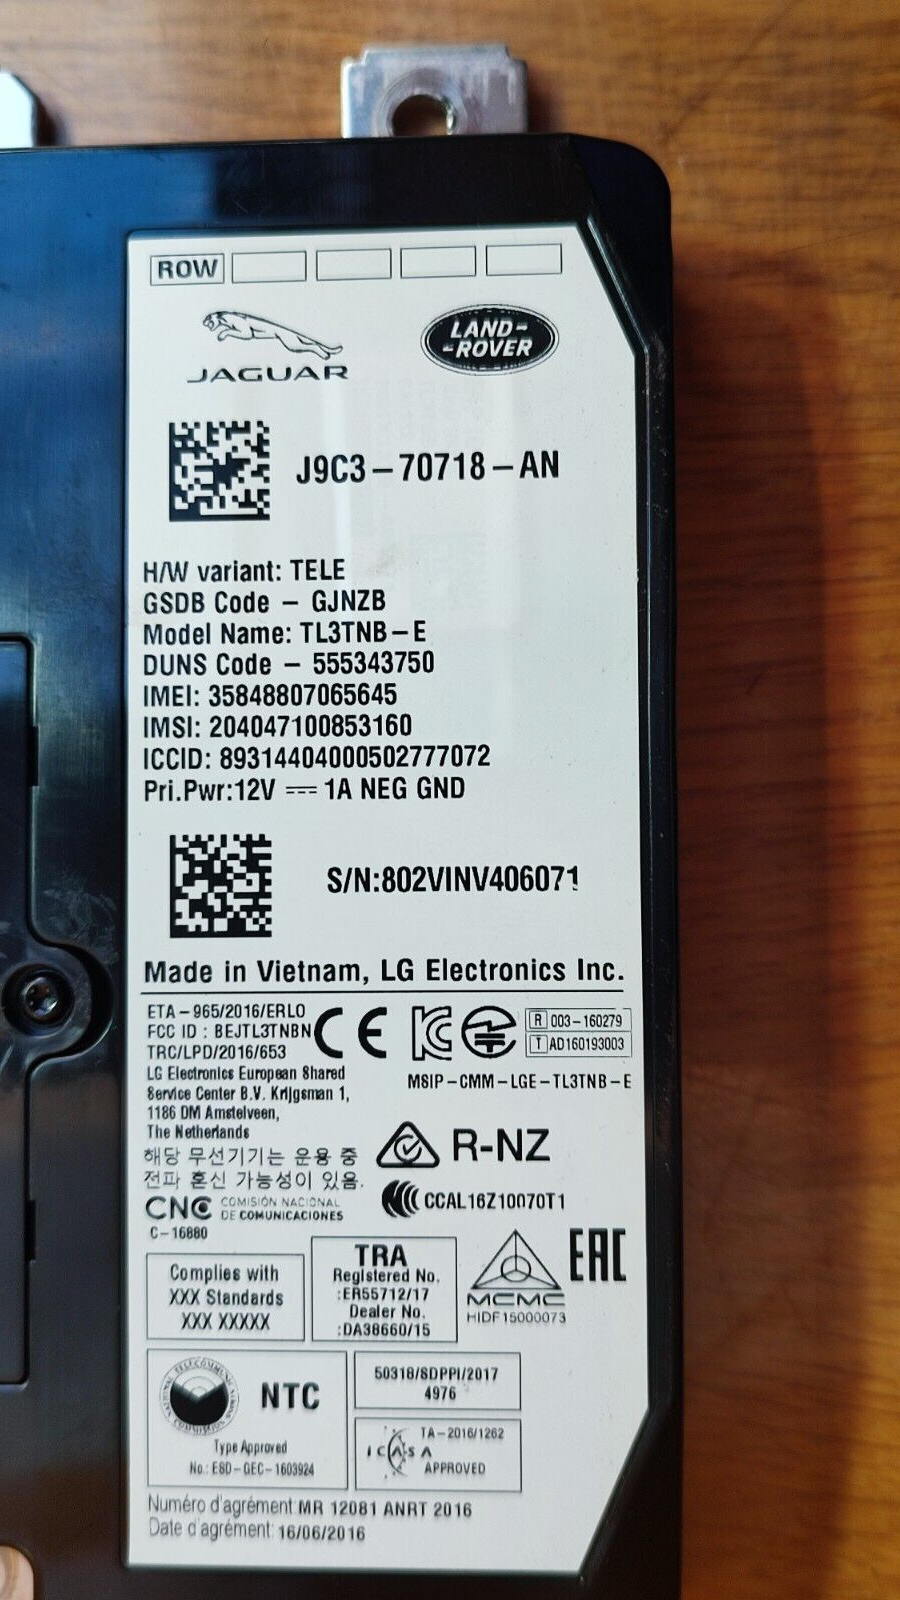 ROW
JAGUAR
LAND-
-ROVER
J9C3-70718-AN
H/W variant: TELE
GSDB Code - GJNZB
Model Name: TL3TNB-E
DUNS Code - 555343750
IMEI: 35848807065645
IMSI: 204047100853160
ICCID: 89314404000502777072
Pri.Pwr:12V ⎓ 1A NEG GND
S/N:802VINV406071
Made in Vietnam, LG Electronics Inc.
ETA-965/2016/ERLO
FCC ID : BEJTL3TNBN
TRC/LPD/2016/653
CE
KC
R 003-160279
T AD160193003
LG Electronics European Shared
Service Center B.V. Krijgsman 1,
1186 DM Amstelveen,
The Netherlands
MSIP-CMM-LGE-TL3TNB-E
해당 무선기기는 운용 중
전파 혼신 가능성이 있음.
R-NZ
CNC COMISIÓN NACIONAL
DE COMUNICACIONES
C-16880
CCAL16Z10070T1
Complies with
XXX Standards
XXX XXXXX
TRA
Registered No.
:ER55712/17
Dealer No.
:DA38660/15
MCMC
HIDF15000073
EAC
NTC
Type Approved
No.: ESD-GEC-1603924
50318/SDPPI/2017
4976
ICASA
TA-2016/1262
APPROVED
Numéro d'agrément MR 12081 ANRT 2016
Date d'agrément: 16/06/2016